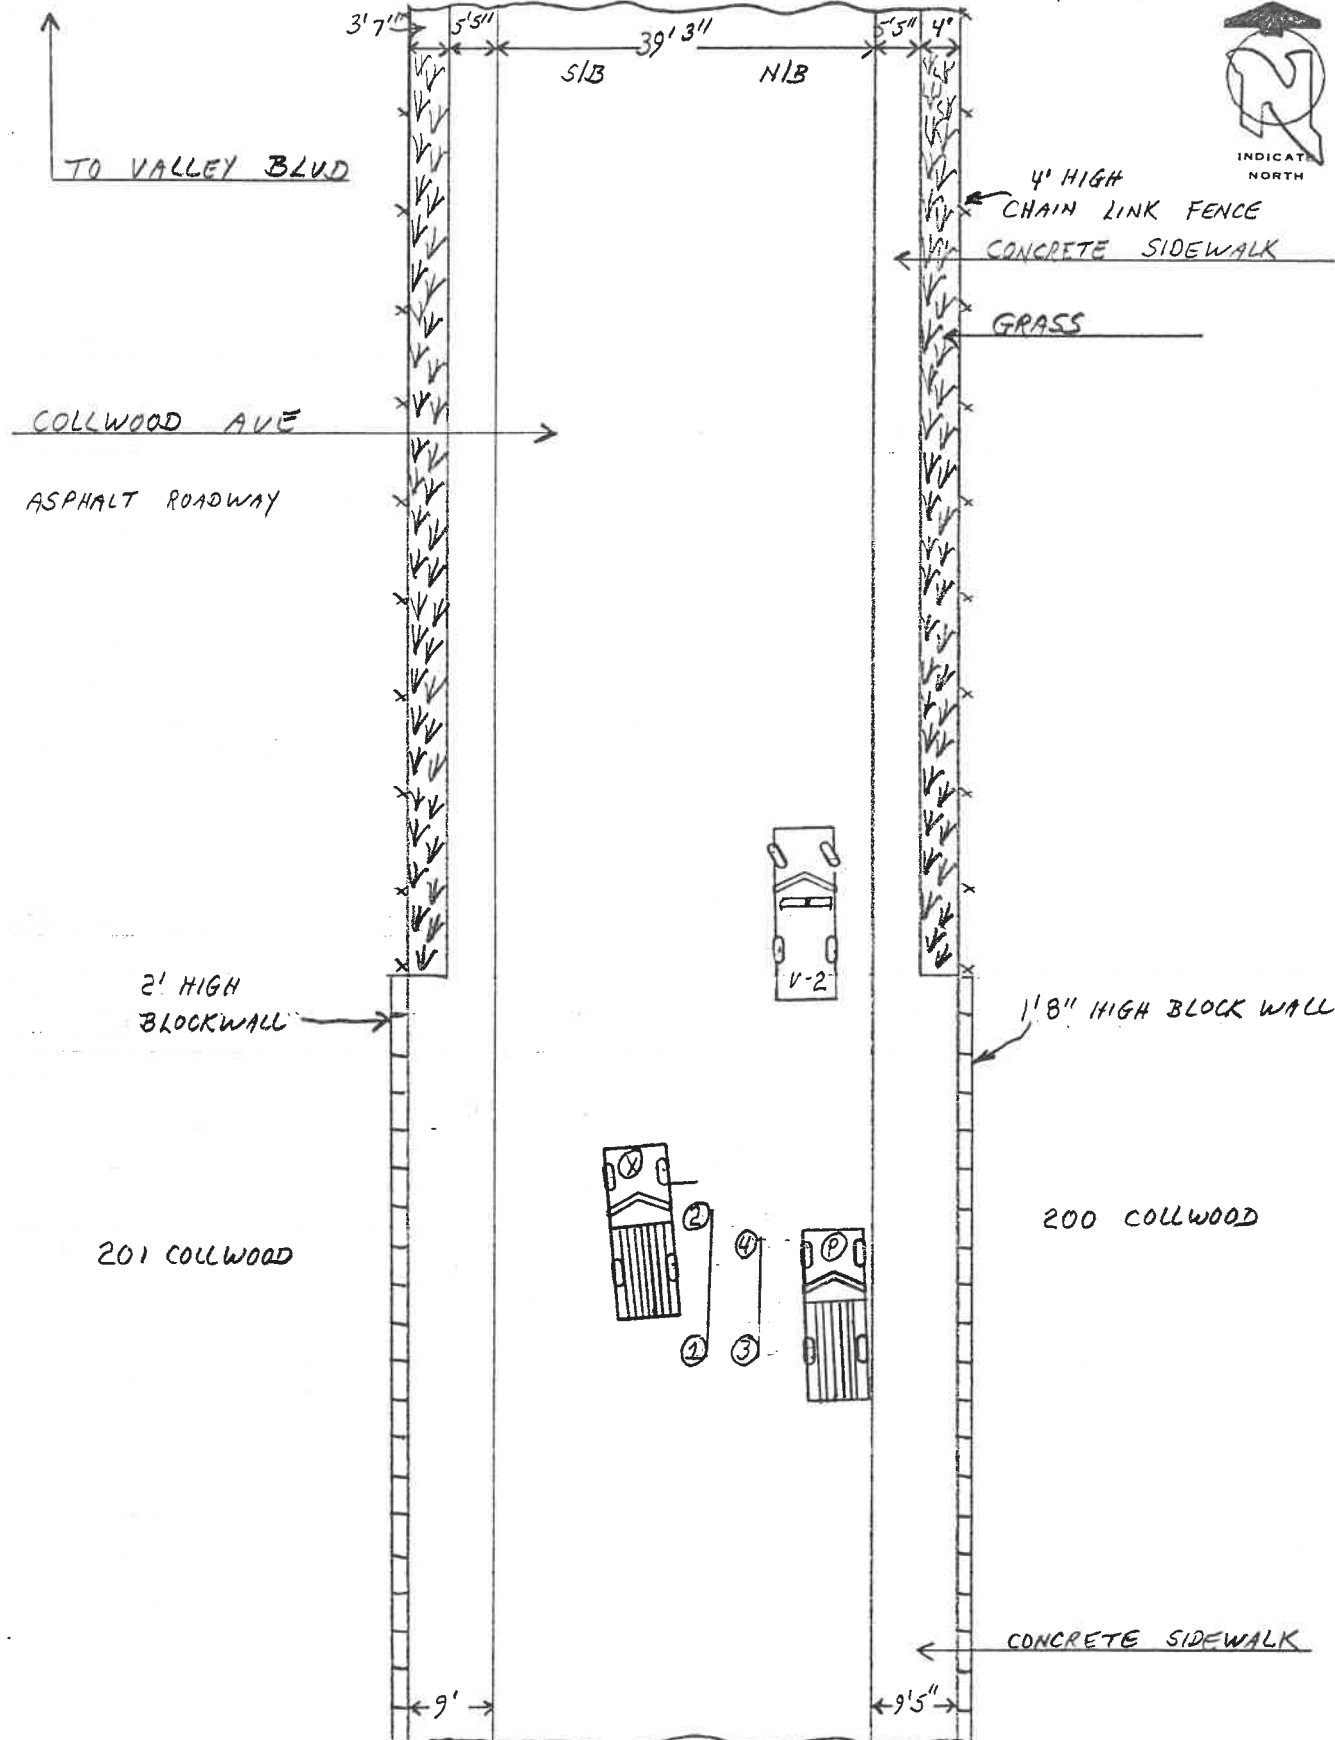 3'7" 5'5" 39'3" 5'5" 4'
S/B N/B
TO VALLEY BLVD
INDICATE
NORTH
4' HIGH
CHAIN LINK FENCE
CONCRETE SIDEWALK
GRASS
COLLWOOD AVE
ASPHALT ROADWAY
V-2
2' HIGH
BLOCKWALL
1'8" HIGH BLOCK WALL
X
2
4
P
200 COLLWOOD
201 COLLWOOD
1
3
CONCRETE SIDEWALK
9' 9'5"